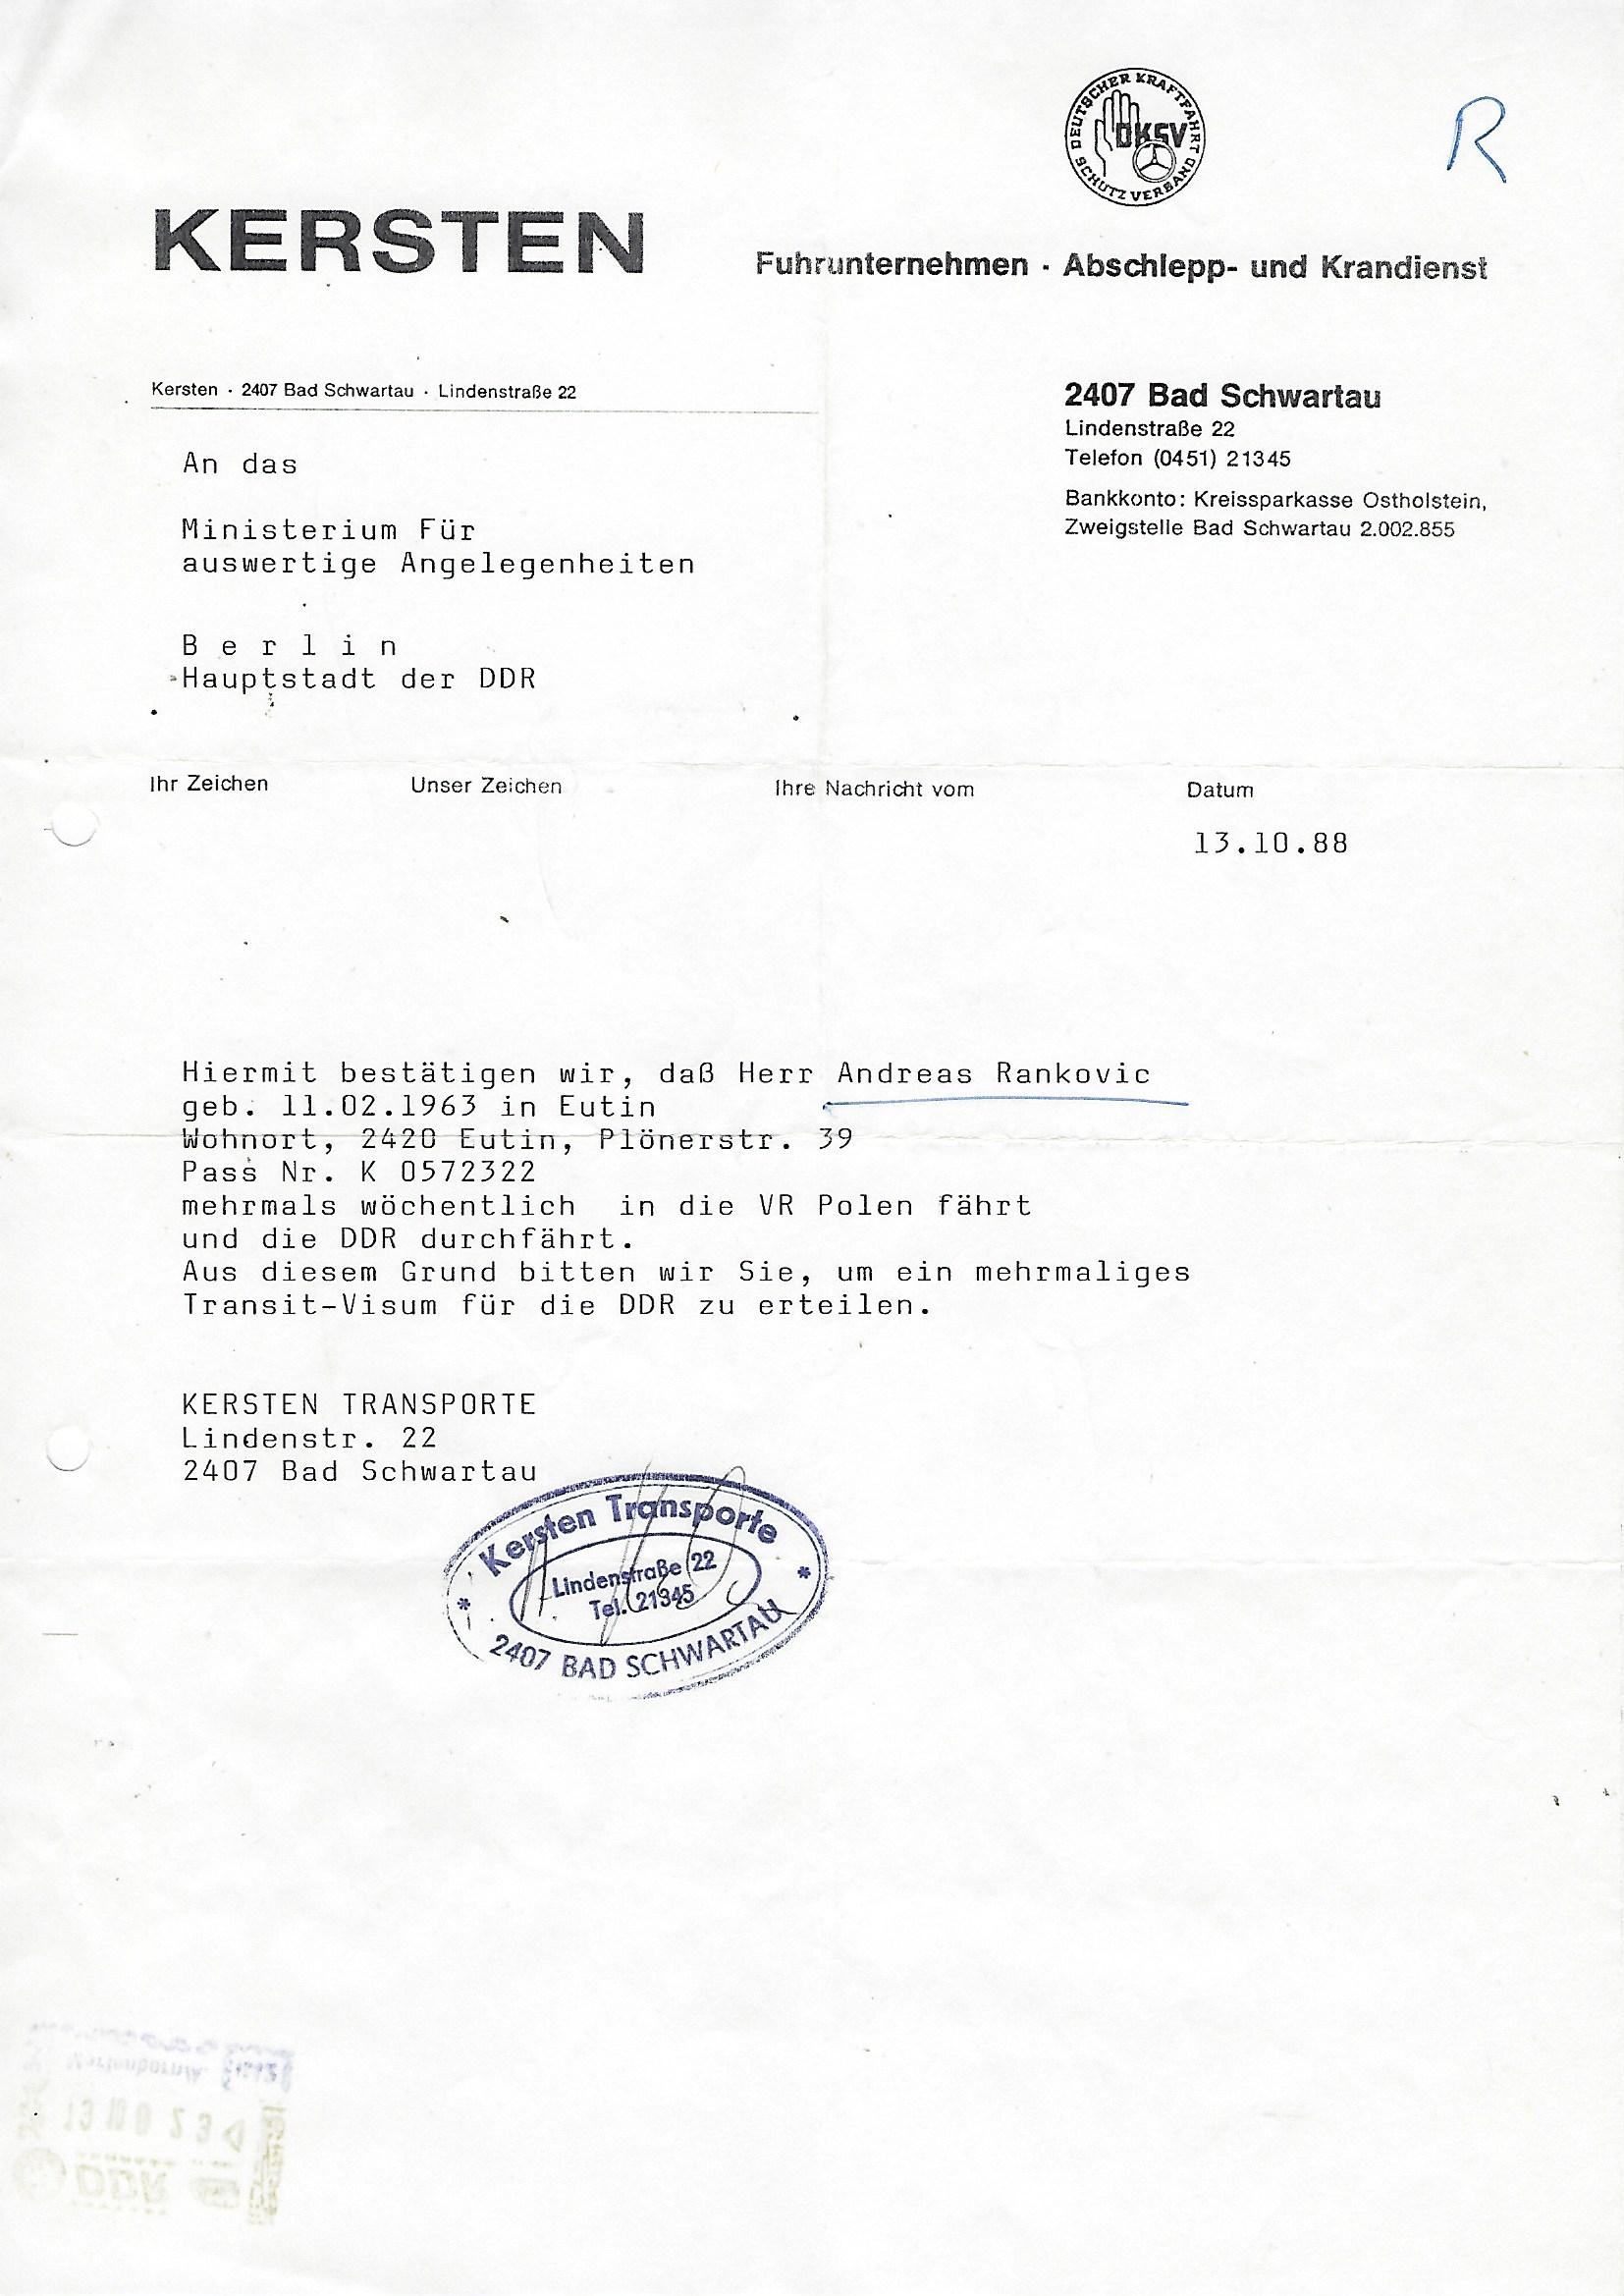 DEUTSCHER KRAFTFAHRT
DKSV
SCHUTZ VERBAND
R
KERSTEN
Fuhrunternehmen · Abschlepp- und Krandienst
Kersten · 2407 Bad Schwartau · Lindenstraße 22
2407 Bad Schwartau
Lindenstraße 22
Telefon (0451) 21345
Bankkonto: Kreissparkasse Ostholstein,
Zweigstelle Bad Schwartau 2.002.855
An das
Ministerium Für
auswertige Angelegenheiten
B e r l i n
Hauptstadt der DDR
Ihr Zeichen Unser Zeichen Ihre Nachricht vom Datum
13.10.88
Hiermit bestätigen wir, daß Herr Andreas Rankovic
geb. 11.02.1963 in Eutin
Wohnort, 2420 Eutin, Plönerstr. 39
Pass Nr. K 0572322
mehrmals wöchentlich  in die VR Polen fährt
und die DDR durchfährt.
Aus diesem Grund bitten wir Sie, um ein mehrmaliges
Transit-Visum für die DDR zu erteilen.
KERSTEN TRANSPORTE
Lindenstr. 22
2407 Bad Schwartau
Kersten Transporte
Lindenstraße 22
Tel. 21345
* *
2407 BAD SCHWARTAU
DDR